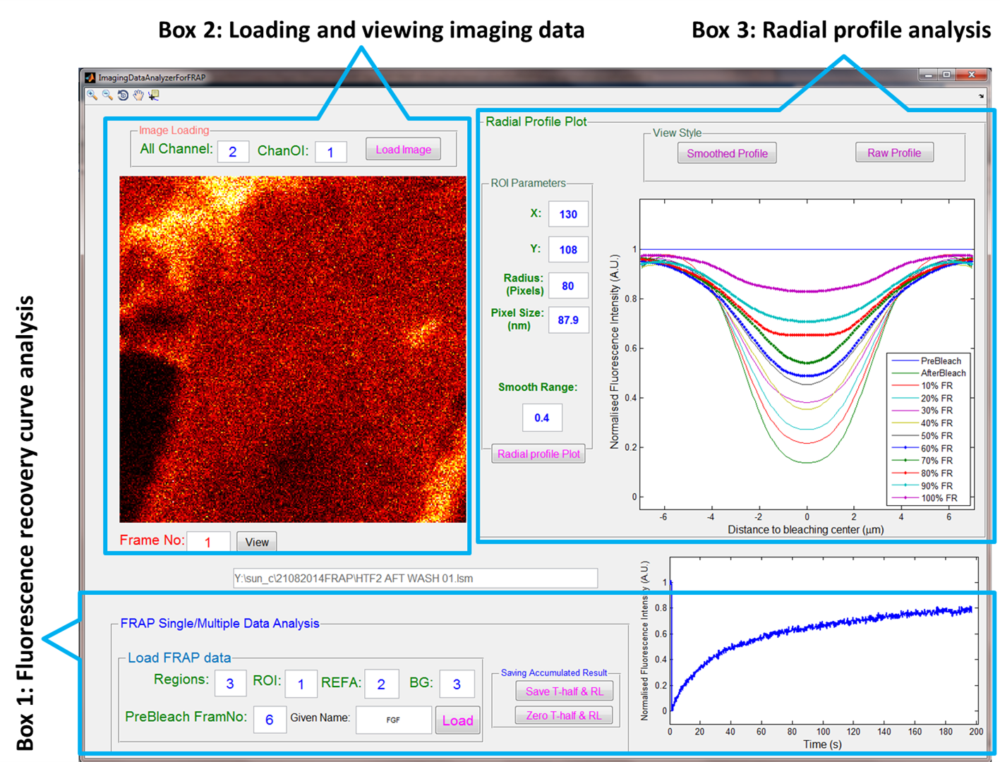 Box 2: Loading and viewing imaging data
Box 3: Radial profile analysis
Box 1: Fluorescence recovery curve analysis
ImagingDataAnalyzerForFRAP
Image Loading
All Channel: 2 ChanOI: 1 Load Image
Frame No: 1 View
Radial Profile Plot
View Style
Smoothed Profile Raw Profile
ROI Parameters
X: 130
Y: 108
Radius:
(Pixels) 80
Pixel Size:
(nm) 87.9
Smooth Range:
0.4
Radial profile Plot
Normalised Fluorescence Intensity (A.U.)
1
0.8
0.6
0.4
0.2
0
-6 -4 -2 0 2 4 6
Distance to bleaching center (μm)
PreBleach
AfterBleach
10% FR
20% FR
30% FR
40% FR
50% FR
60% FR
70% FR
80% FR
90% FR
100% FR
Y:\sun_c\21082014FRAP\HTF2 AFT WASH 01.lsm
FRAP Single/Multiple Data Analysis
Load FRAP data
Regions: 3 ROI: 1 REFA: 2 BG: 3
PreBleach FramNo: 6 Given Name: FGF Load
Saving Accumulated Result
Save T-half & RL
Zero T-half & RL
Normalised Fluorescence Intensity (A.U.)
1
0.8
0.6
0.4
0.2
0
0 20 40 60 80 100 120 140 160 180 200
Time (s)